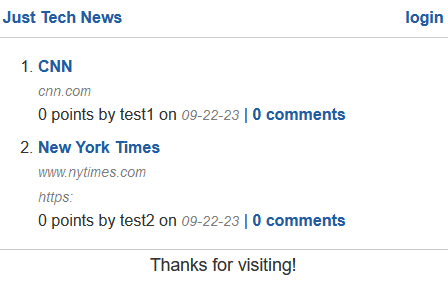 Just Tech News login
1. CNN
cnn.com
0 points by test1 on 09-22-23 | 0 comments
2. New York Times
www.nytimes.com
https:
0 points by test2 on 09-22-23 | 0 comments
Thanks for visiting!